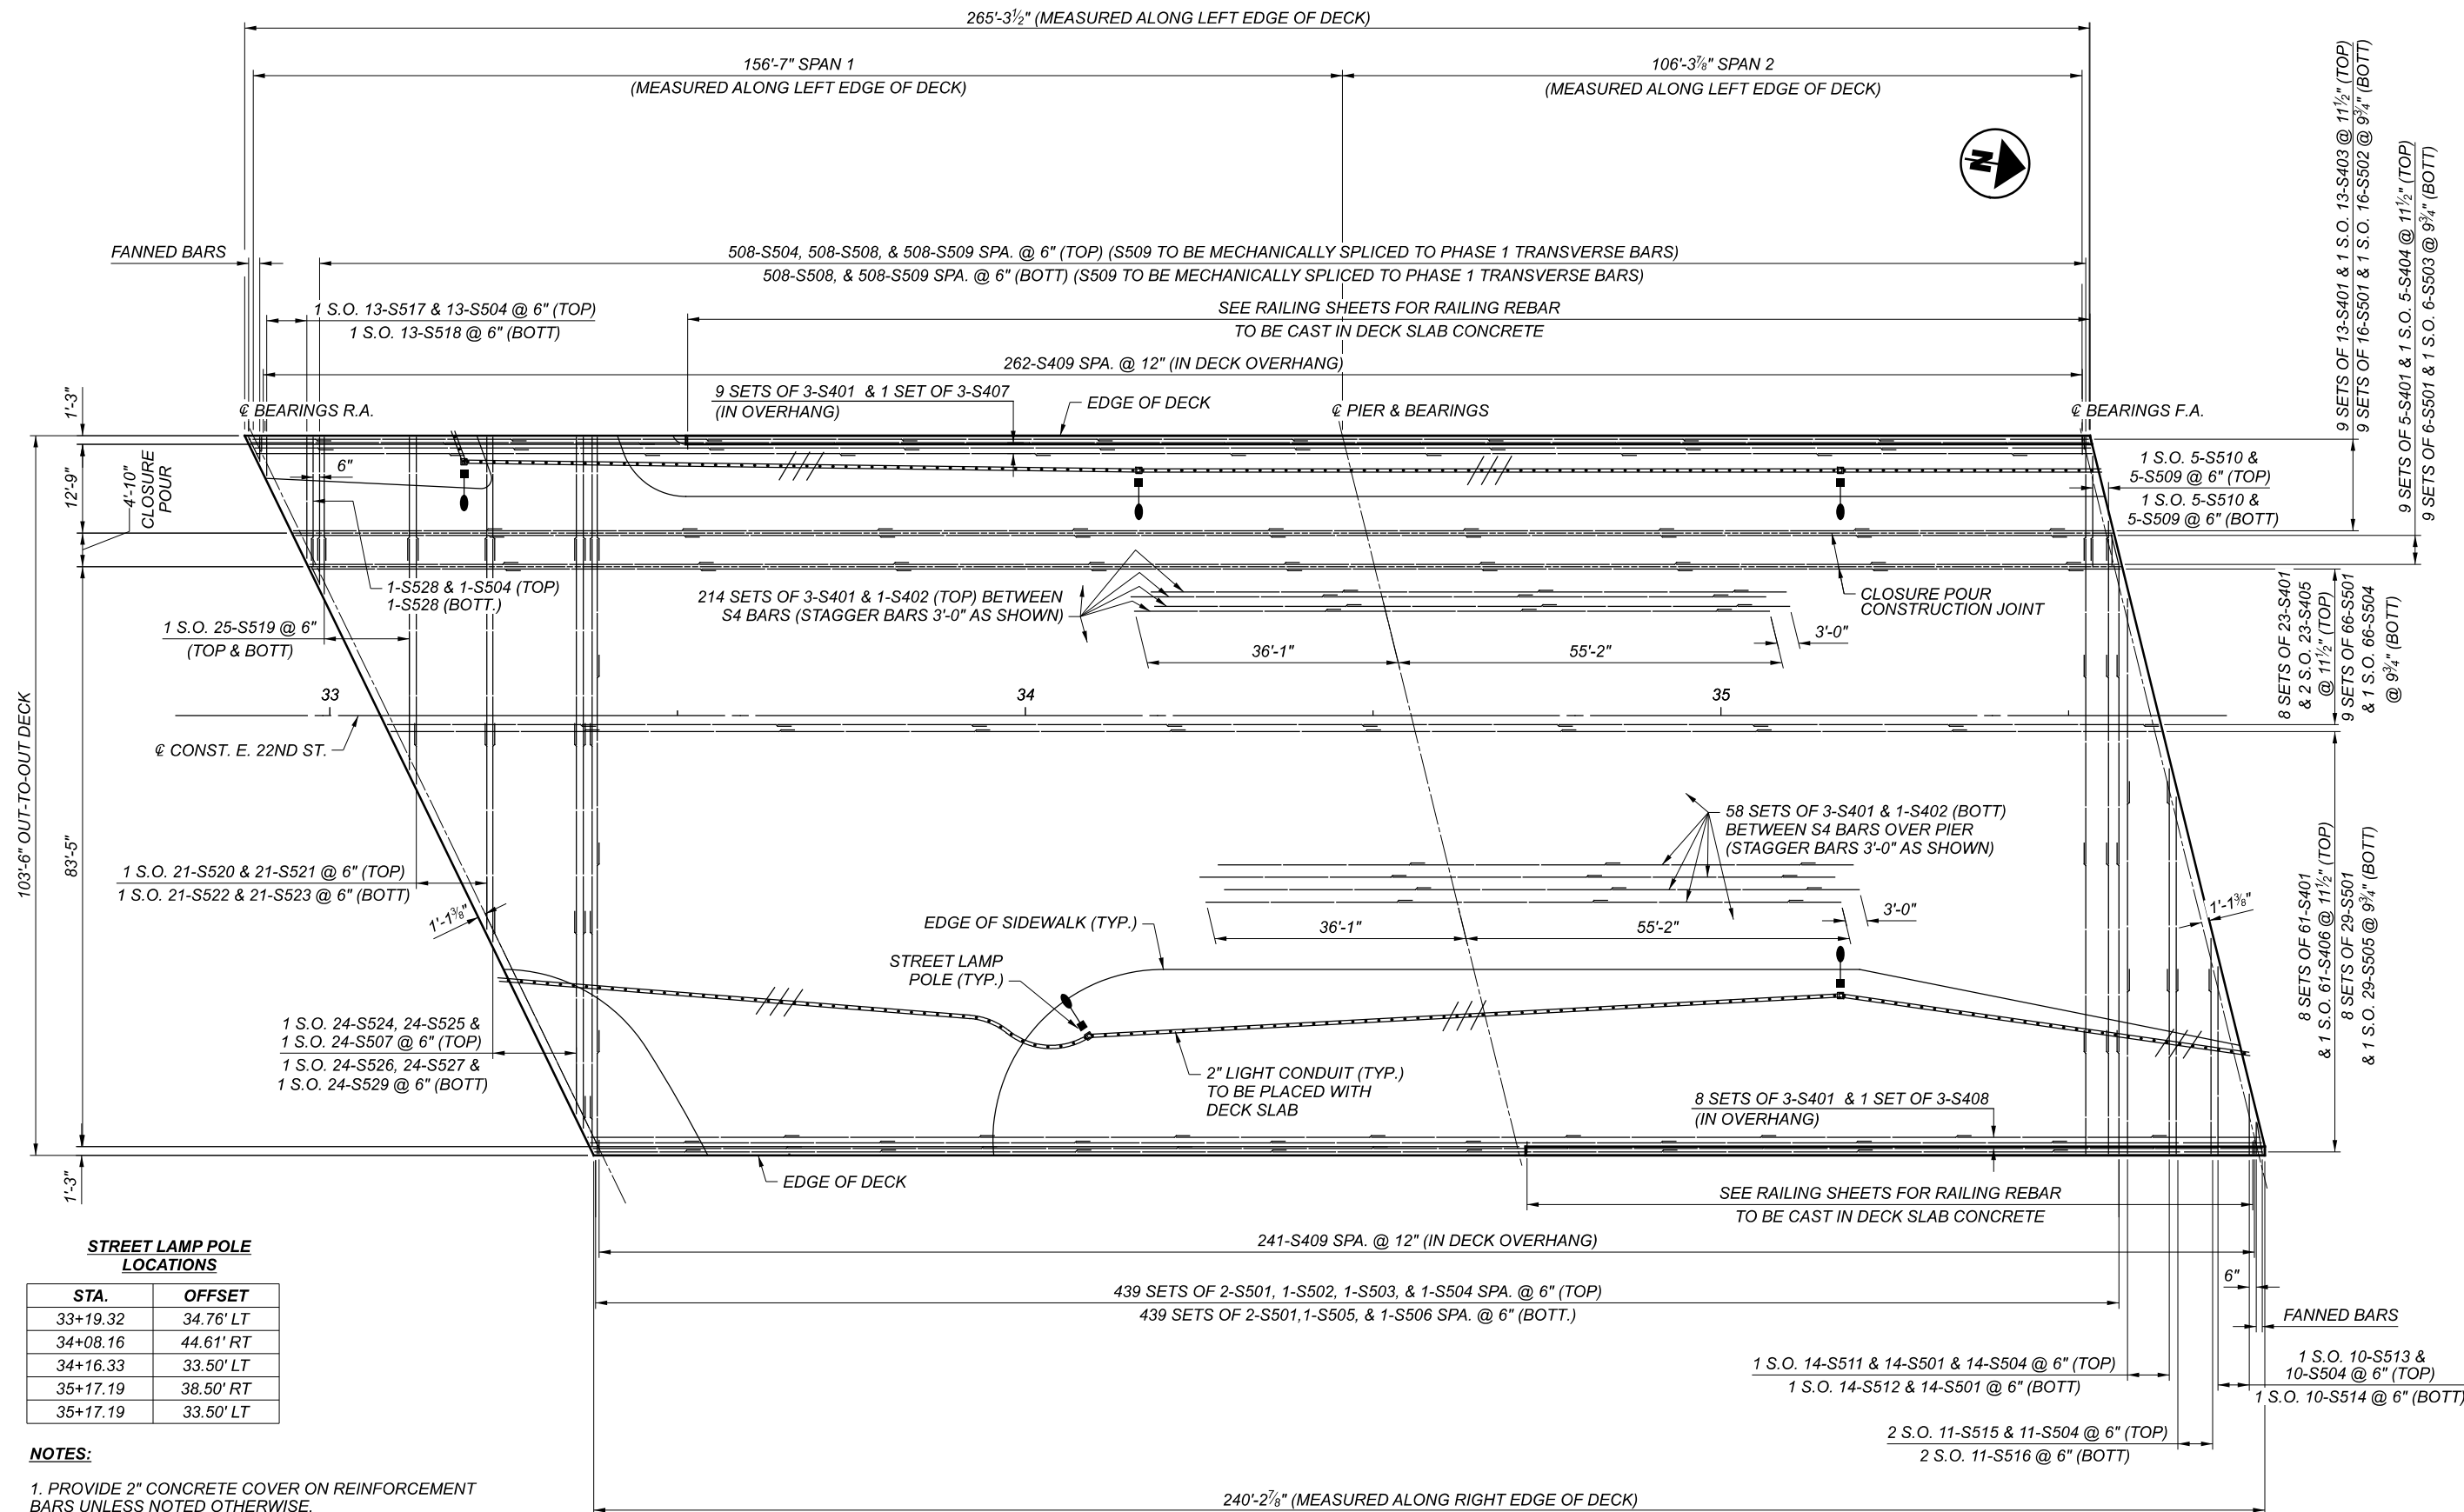 265'-3½" (MEASURED ALONG LEFT EDGE OF DECK)
156'-7" SPAN 1
(MEASURED ALONG LEFT EDGE OF DECK)
106'-3⅞" SPAN 2
(MEASURED ALONG LEFT EDGE OF DECK)
N
9 SETS OF 13-S401 & 1 S.O. 13-S403 @ 11½" (TOP)
9 SETS OF 16-S501 & 1 S.O. 16-S502 @ 9¾" (BOTT)
9 SETS OF 5-S401 & 1 S.O. 5-S404 @ 11½" (TOP)
9 SETS OF 6-S501 & 1 S.O. 6-S503 @ 9¾" (BOTT)
FANNED BARS
508-S504, 508-S508, & 508-S509 SPA. @ 6" (TOP) (S509 TO BE MECHANICALLY SPLICED TO PHASE 1 TRANSVERSE BARS)
508-S508, & 508-S509 SPA. @ 6" (BOTT) (S509 TO BE MECHANICALLY SPLICED TO PHASE 1 TRANSVERSE BARS)
1 S.O. 13-S517 & 13-S504 @ 6" (TOP)
1 S.O. 13-S518 @ 6" (BOTT)
SEE RAILING SHEETS FOR RAILING REBAR
TO BE CAST IN DECK SLAB CONCRETE
262-S409 SPA. @ 12" (IN DECK OVERHANG)
9 SETS OF 3-S401 & 1 SET OF 3-S407
(IN OVERHANG)
EDGE OF DECK
℄ BEARINGS R.A.
℄ PIER & BEARINGS
℄ BEARINGS F.A.
1'-3"
12'-9"
4'-10"
CLOSURE
POUR
6"
1 S.O. 5-S510 &
5-S509 @ 6" (TOP)
1 S.O. 5-S510 &
5-S509 @ 6" (BOTT)
1-S528 & 1-S504 (TOP)
1-S528 (BOTT.)
214 SETS OF 3-S401 & 1-S402 (TOP) BETWEEN
S4 BARS (STAGGER BARS 3'-0" AS SHOWN)
CLOSURE POUR
CONSTRUCTION JOINT
3'-0"
36'-1"
55'-2"
1 S.O. 25-S519 @ 6"
(TOP & BOTT)
8 SETS OF 23-S401
& 2 S.O. 23-S405
@ 11½" (TOP)
9 SETS OF 66-S501
& 1 S.O. 66-S504
@ 9¾" (BOTT)
33
34
35
℄ CONST. E. 22ND ST.
103'-6" OUT-TO-OUT DECK
83'-5"
58 SETS OF 3-S401 & 1-S402 (BOTT)
BETWEEN S4 BARS OVER PIER
(STAGGER BARS 3'-0" AS SHOWN)
8 SETS OF 61-S401
& 1 S.O. 61-S406 @ 11½" (TOP)
8 SETS OF 29-S501
& 1 S.O. 29-S505 @ 9¾" (BOTT)
1 S.O. 21-S520 & 21-S521 @ 6" (TOP)
1 S.O. 21-S522 & 21-S523 @ 6" (BOTT)
1'-1⅜"
1'-1⅜"
EDGE OF SIDEWALK (TYP.)
36'-1"
55'-2"
3'-0"
STREET LAMP
POLE (TYP.)
1 S.O. 24-S524, 24-S525 &
1 S.O. 24-S507 @ 6" (TOP)
1 S.O. 24-S526, 24-S527 &
1 S.O. 24-S529 @ 6" (BOTT)
2" LIGHT CONDUIT (TYP.)
TO BE PLACED WITH
DECK SLAB
8 SETS OF 3-S401 & 1 SET OF 3-S408
(IN OVERHANG)
1'-3"
EDGE OF DECK
SEE RAILING SHEETS FOR RAILING REBAR
TO BE CAST IN DECK SLAB CONCRETE
241-S409 SPA. @ 12" (IN DECK OVERHANG)
6"
439 SETS OF 2-S501, 1-S502, 1-S503, & 1-S504 SPA. @ 6" (TOP)
439 SETS OF 2-S501,1-S505, & 1-S506 SPA. @ 6" (BOTT.)
FANNED BARS
1 S.O. 14-S511 & 14-S501 & 14-S504 @ 6" (TOP)
1 S.O. 14-S512 & 14-S501 @ 6" (BOTT)
1 S.O. 10-S513 &
10-S504 @ 6" (TOP)
1 S.O. 10-S514 @ 6" (BOTT)
2 S.O. 11-S515 & 11-S504 @ 6" (TOP)
2 S.O. 11-S516 @ 6" (BOTT)
240'-2⅞" (MEASURED ALONG RIGHT EDGE OF DECK)
STREET LAMP POLE
LOCATIONS
STA. OFFSET
33+19.32 34.76' LT
34+08.16 44.61' RT
34+16.33 33.50' LT
35+17.19 38.50' RT
35+17.19 33.50' LT
NOTES:
1. PROVIDE 2" CONCRETE COVER ON REINFORCEMENT
BARS UNLESS NOTED OTHERWISE.